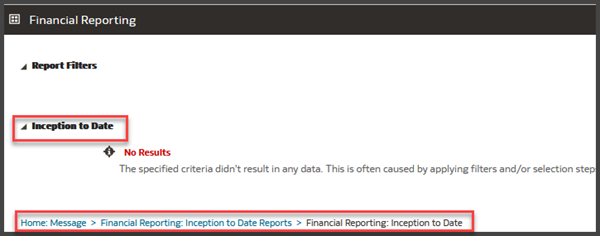 Financial Reporting
Report Filters
Inception to Date
No Results
The specified criteria didn't result in any data. This is often caused by applying filters and/or selection steps
Home: Message > Financial Reporting: Inception to Date Reports > Financial Reporting: Inception to Date